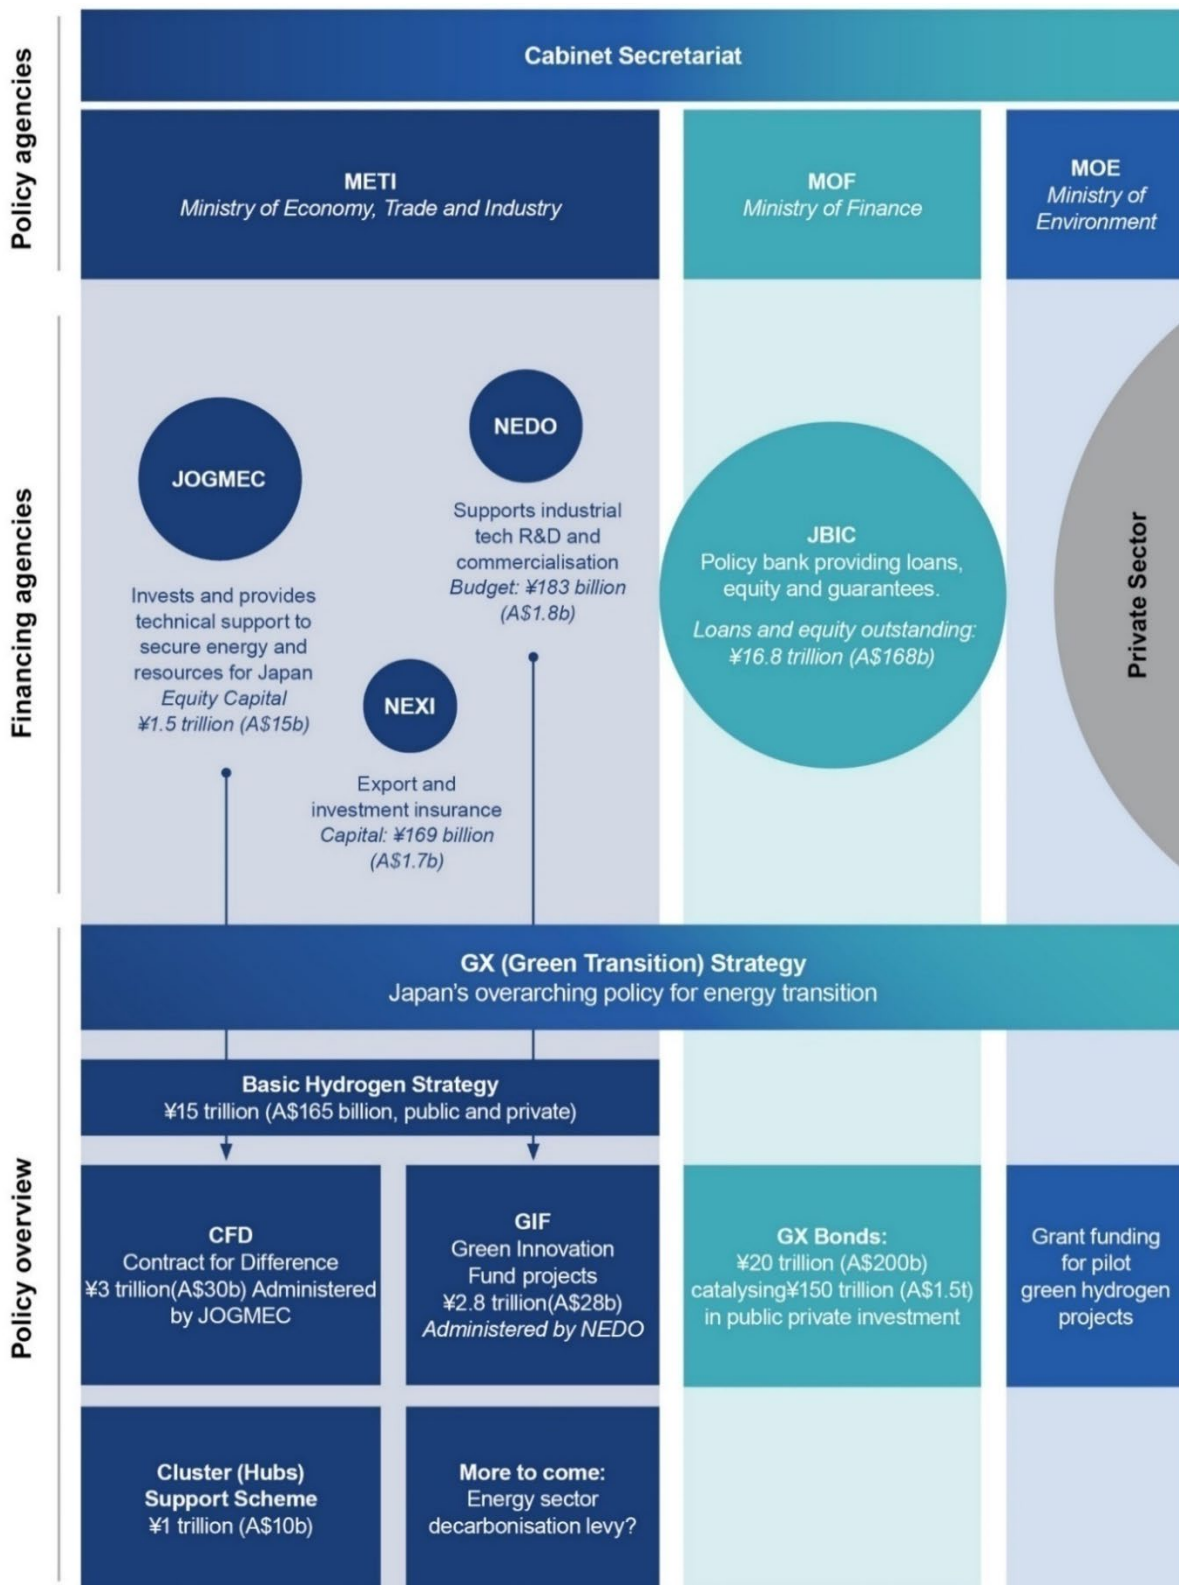 Policy agencies
Cabinet Secretariat
METI
Ministry of Economy, Trade and Industry
MOF
Ministry of Finance
MOE
Ministry of
Environment
Financing agencies
JOGMEC
Invests and provides
technical support to
secure energy and
resources for Japan
Equity Capital
¥1.5 trillion (A$15b)
NEDO
Supports industrial
tech R&D and
commercialisation
Budget: ¥183 billion
(A$1.8b)
NEXI
Export and
investment insurance
Capital: ¥169 billion
(A$1.7b)
JBIC
Policy bank providing loans,
equity and guarantees.
Loans and equity outstanding:
¥16.8 trillion (A$168b)
Private Sector
Policy overview
GX (Green Transition) Strategy
Japan's overarching policy for energy transition
Basic Hydrogen Strategy
¥15 trillion (A$165 billion, public and private)
CFD
Contract for Difference
¥3 trillion(A$30b) Administered
by JOGMEC
GIF
Green Innovation
Fund projects
¥2.8 trillion(A$28b)
Administered by NEDO
GX Bonds:
¥20 trillion (A$200b)
catalysing¥150 trillion (A$1.5t)
in public private investment
Grant funding
for pilot
green hydrogen
projects
Cluster (Hubs)
Support Scheme
¥1 trillion (A$10b)
More to come:
Energy sector
decarbonisation levy?